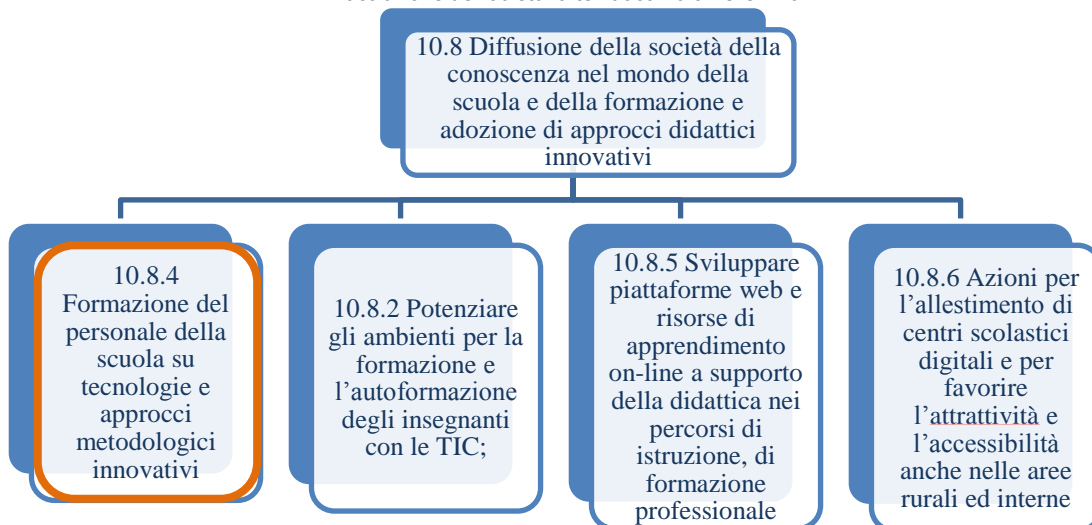 10.8 Diffusione della società della
conoscenza nel mondo della
scuola e della formazione e
adozione di approcci didattici
innovativi
10.8.4
Formazione del
personale della
scuola su
tecnologie e
approcci
metodologici
innovativi
10.8.2 Potenziare
gli ambienti per la
formazione e
l’autoformazione
degli insegnanti
con le TIC;
10.8.5 Sviluppare
piattaforme web e
risorse di
apprendimento
on-line a supporto
della didattica nei
percorsi di
istruzione, di
formazione
professionale
10.8.6 Azioni per
l’allestimento di
centri scolastici
digitali e per
favorire
l’attrattività e
l’accessibilità
anche nelle aree
rurali ed interne